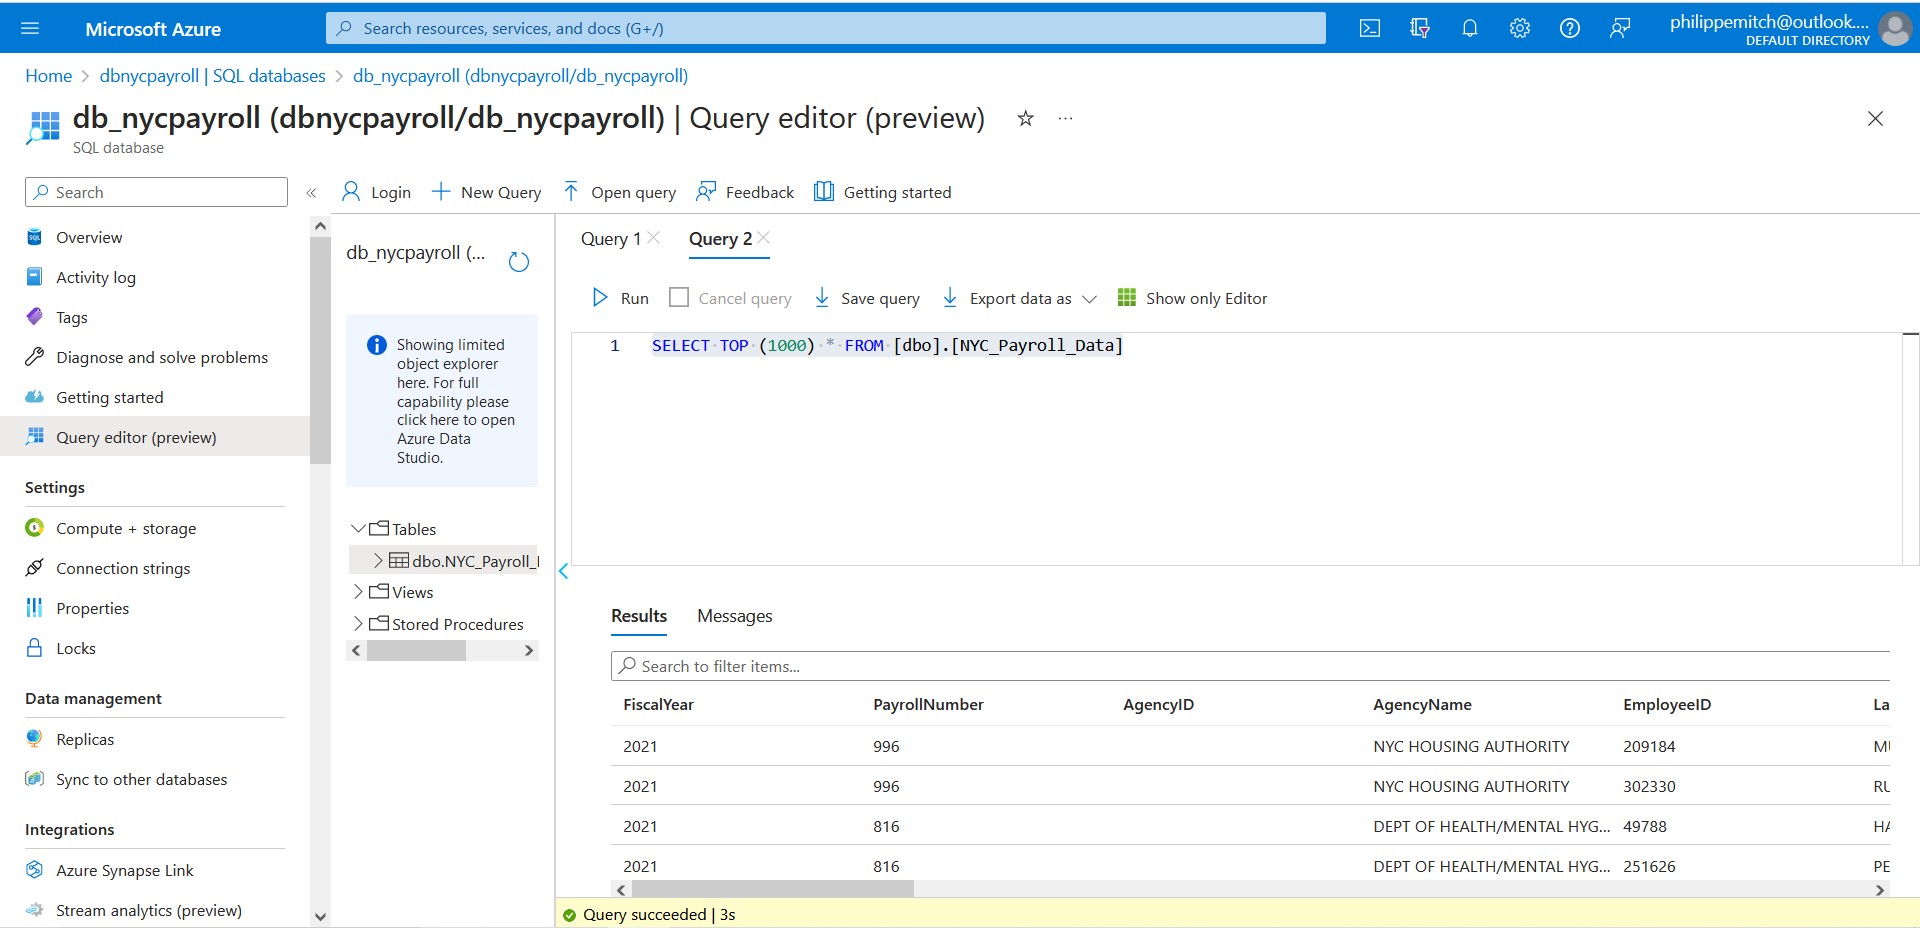 Microsoft Azure
Search resources, services, and docs (G+/)
philippemitch@outlook....
DEFAULT DIRECTORY
Home > dbnycpayroll | SQL databases > db_nycpayroll (dbnycpayroll/db_nycpayroll)
db_nycpayroll (dbnycpayroll/db_nycpayroll) | Query editor (preview) ...
SQL database
Search
«
Overview
Activity log
Tags
Diagnose and solve problems
Getting started
Query editor (preview)
Settings
Compute + storage
Connection strings
Properties
Locks
Data management
Replicas
Sync to other databases
Integrations
Azure Synapse Link
Stream analytics (preview)
Login
New Query
Open query
Feedback
Getting started
db_nycpayroll (...
Showing limited
object explorer
here. For full
capability please
click here to open
Azure Data
Studio.
Tables
dbo.NYC_Payroll_
Views
Stored Procedures
Query 1
Query 2
Run
Cancel query
Save query
Export data as
Show only Editor
1 SELECT TOP (1000) * FROM [dbo].[NYC_Payroll_Data]
Results Messages
Search to filter items...
FiscalYear PayrollNumber AgencyID AgencyName EmployeeID La
2021 996 NYC HOUSING AUTHORITY 209184
2021 996 NYC HOUSING AUTHORITY 302330 RU
2021 816 DEPT OF HEALTH/MENTAL HYG... 49788 HA
2021 816 DEPT OF HEALTH/MENTAL HYG... 251626 PE
Query succeeded | 3s